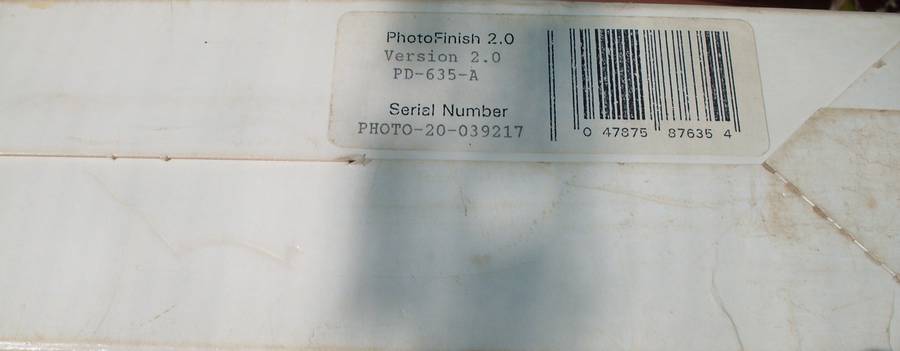 PhotoFinish 2.0
Version 2.0
PD-635-A
Serial Number
PHOTO-20-039217
0 47875 87635 4